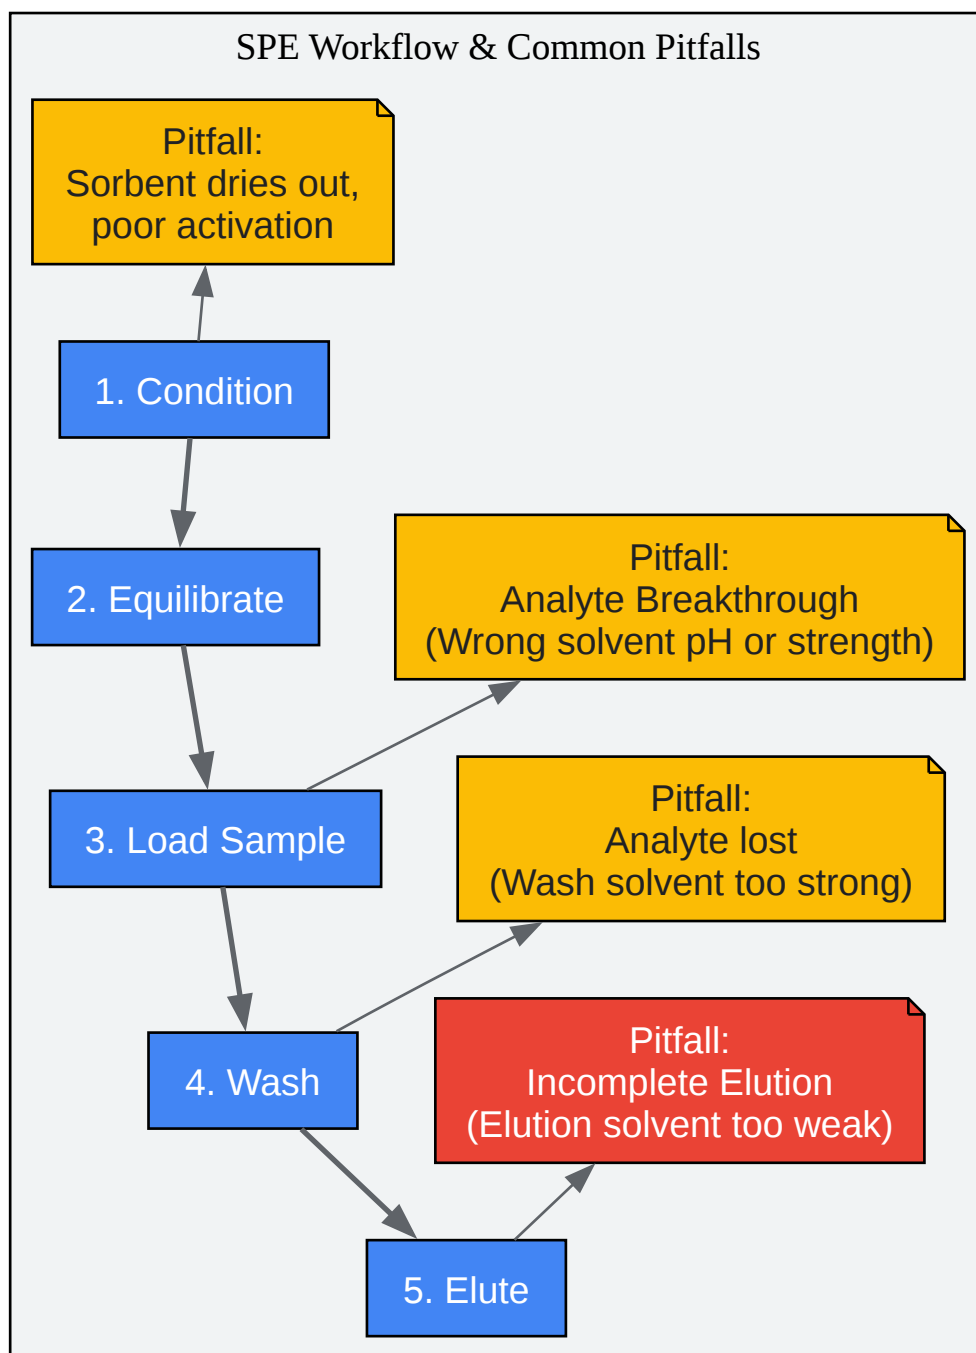 SPE Workflow & Common Pitfalls
Pitfall:
Sorbent dries out,
poor activation
1. Condition
2. Equilibrate
Pitfall:
Analyte Breakthrough
(Wrong solvent pH or strength)
3. Load Sample
Pitfall:
Analyte lost
(Wash solvent too strong)
4. Wash
Pitfall:
Incomplete Elution
(Elution solvent too weak)
5. Elute